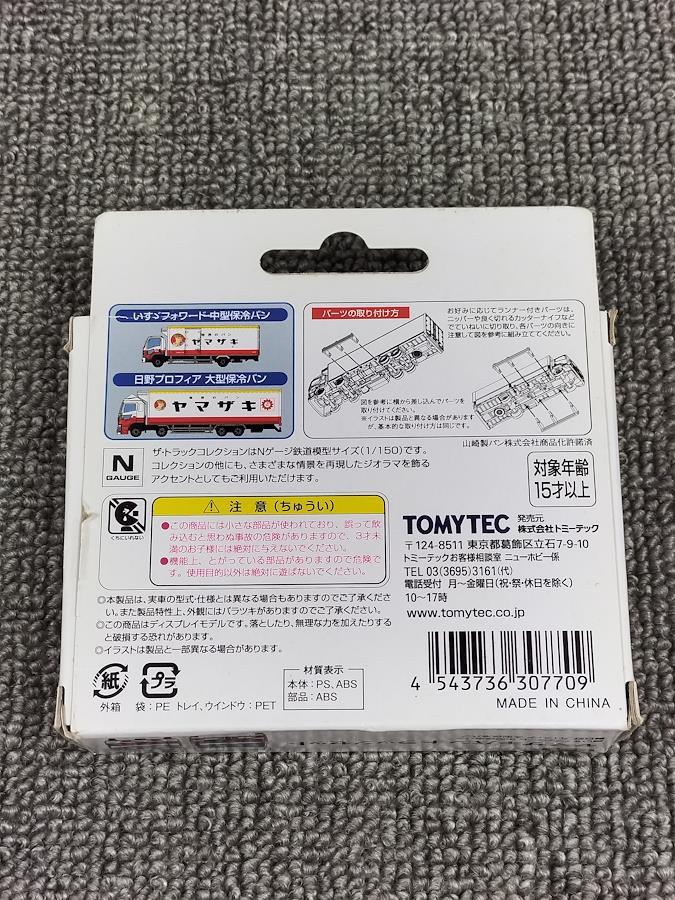 いすゞフォワード 中型保冷バン
ヤマザキ
日野プロフィア 大型保冷バン
ヤマザキ
パーツの取り付け方
図を参考に横から差し込んでパーツを
取り付けてください。
※イラストは製品と異なる場合があります
が、基本的な取り付け方は同じです。
お好みに応じてランナー付きパーツは、
ニッパーや良く切れるカッターナイフなど
でていねいに切り取り、各パーツの向きに
注意して図を参考に組み立ててください。
山崎製パン株式会社商品化許諾済
N
GAUGE
ザ・トラックコレクションはNゲージ鉄道模型サイズ(1/150)です。
コレクションの他にも、さまざまな情景を再現したジオラマを飾る
アクセントとしてもご利用いただけます。
対象年齢
15才以上
くちにいれない
注 意(ちゅうい)
●この商品には小さな部品が使われており、誤って飲
み込むと思わぬ事故の危険がありますので、3才未
満のお子様には絶対に与えないでください。
●機能上、とがっている部品がありますので危険で
す。使用目的以外は絶対に遊ばないでください。
TOMYTEC 発売元 株式会社トミーテック
〒124-8511 東京都葛飾区立石7-9-10
トミーテックお客様相談室 ニューホビー係
TEL 03(3695)3161(代)
電話受付 月〜金曜日(祝・祭・休日を除く)
10〜17時
www.tomytec.co.jp
◎本製品は、実車の型式・仕様とは異なる場合もありますのでご了承くださ
い。また製品特性上、外観にはバラツキがありますのでご了承ください。
◎この商品はディスプレイモデルです。落としたり、無理な力を加えたりする
と破損する恐れがあります。
◎イラストは製品と一部異なる場合があります。
紙
外箱
プラ
袋:PE トレイ、ウインドウ:PET
材質表示
本体:PS、ABS
部品:ABS
4 543736 307709
MADE IN CHINA